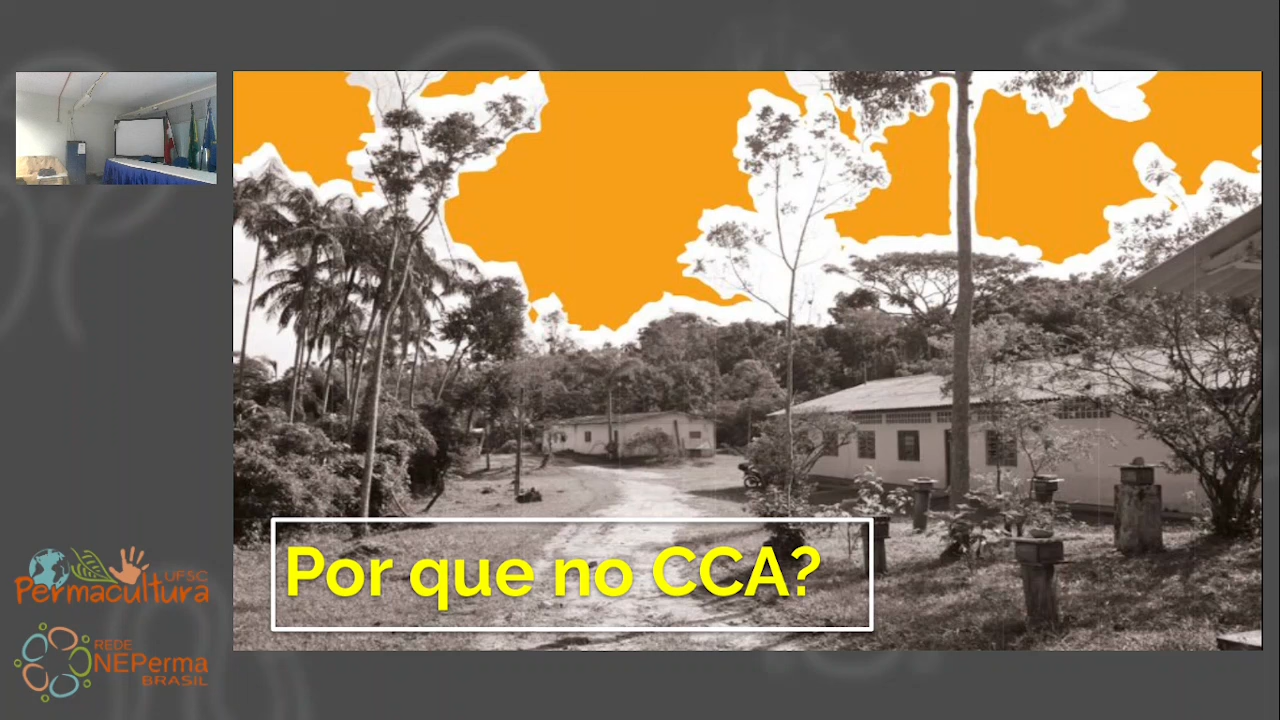 Por que no CCA?
UFSC
Permacultura
REDE
NEPerma
BRASIL